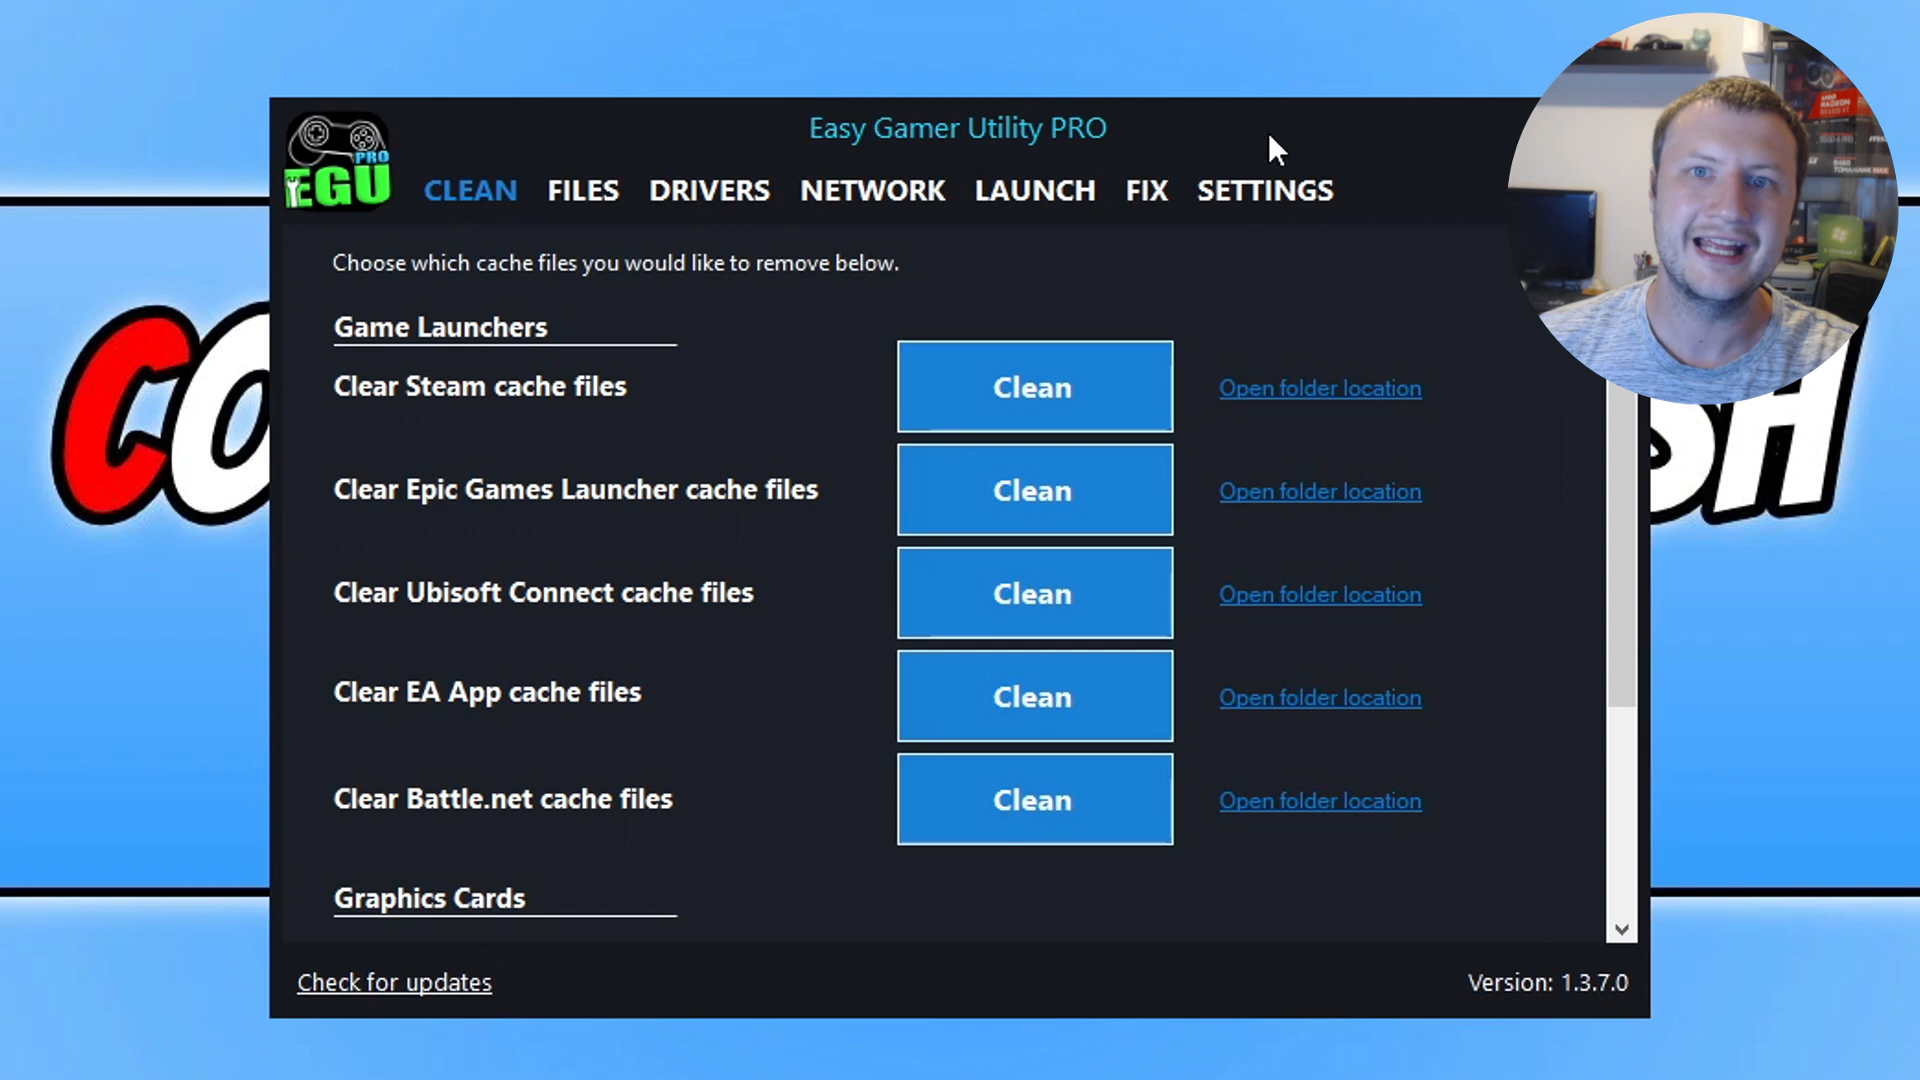 Easy Gamer Utility PRO
PRO
EGU
CLEAN FILES DRIVERS NETWORK LAUNCH FIX SETTINGS
Choose which cache files you would like to remove below.
Game Launchers
Clear Steam cache files Clean Open folder location
Clear Epic Games Launcher cache files Clean Open folder location
Clear Ubisoft Connect cache files Clean Open folder location
Clear EA App cache files Clean Open folder location
Clear Battle.net cache files Clean Open folder location
Graphics Cards
Check for updates Version: 1.3.7.0
CO
SH
RADEON